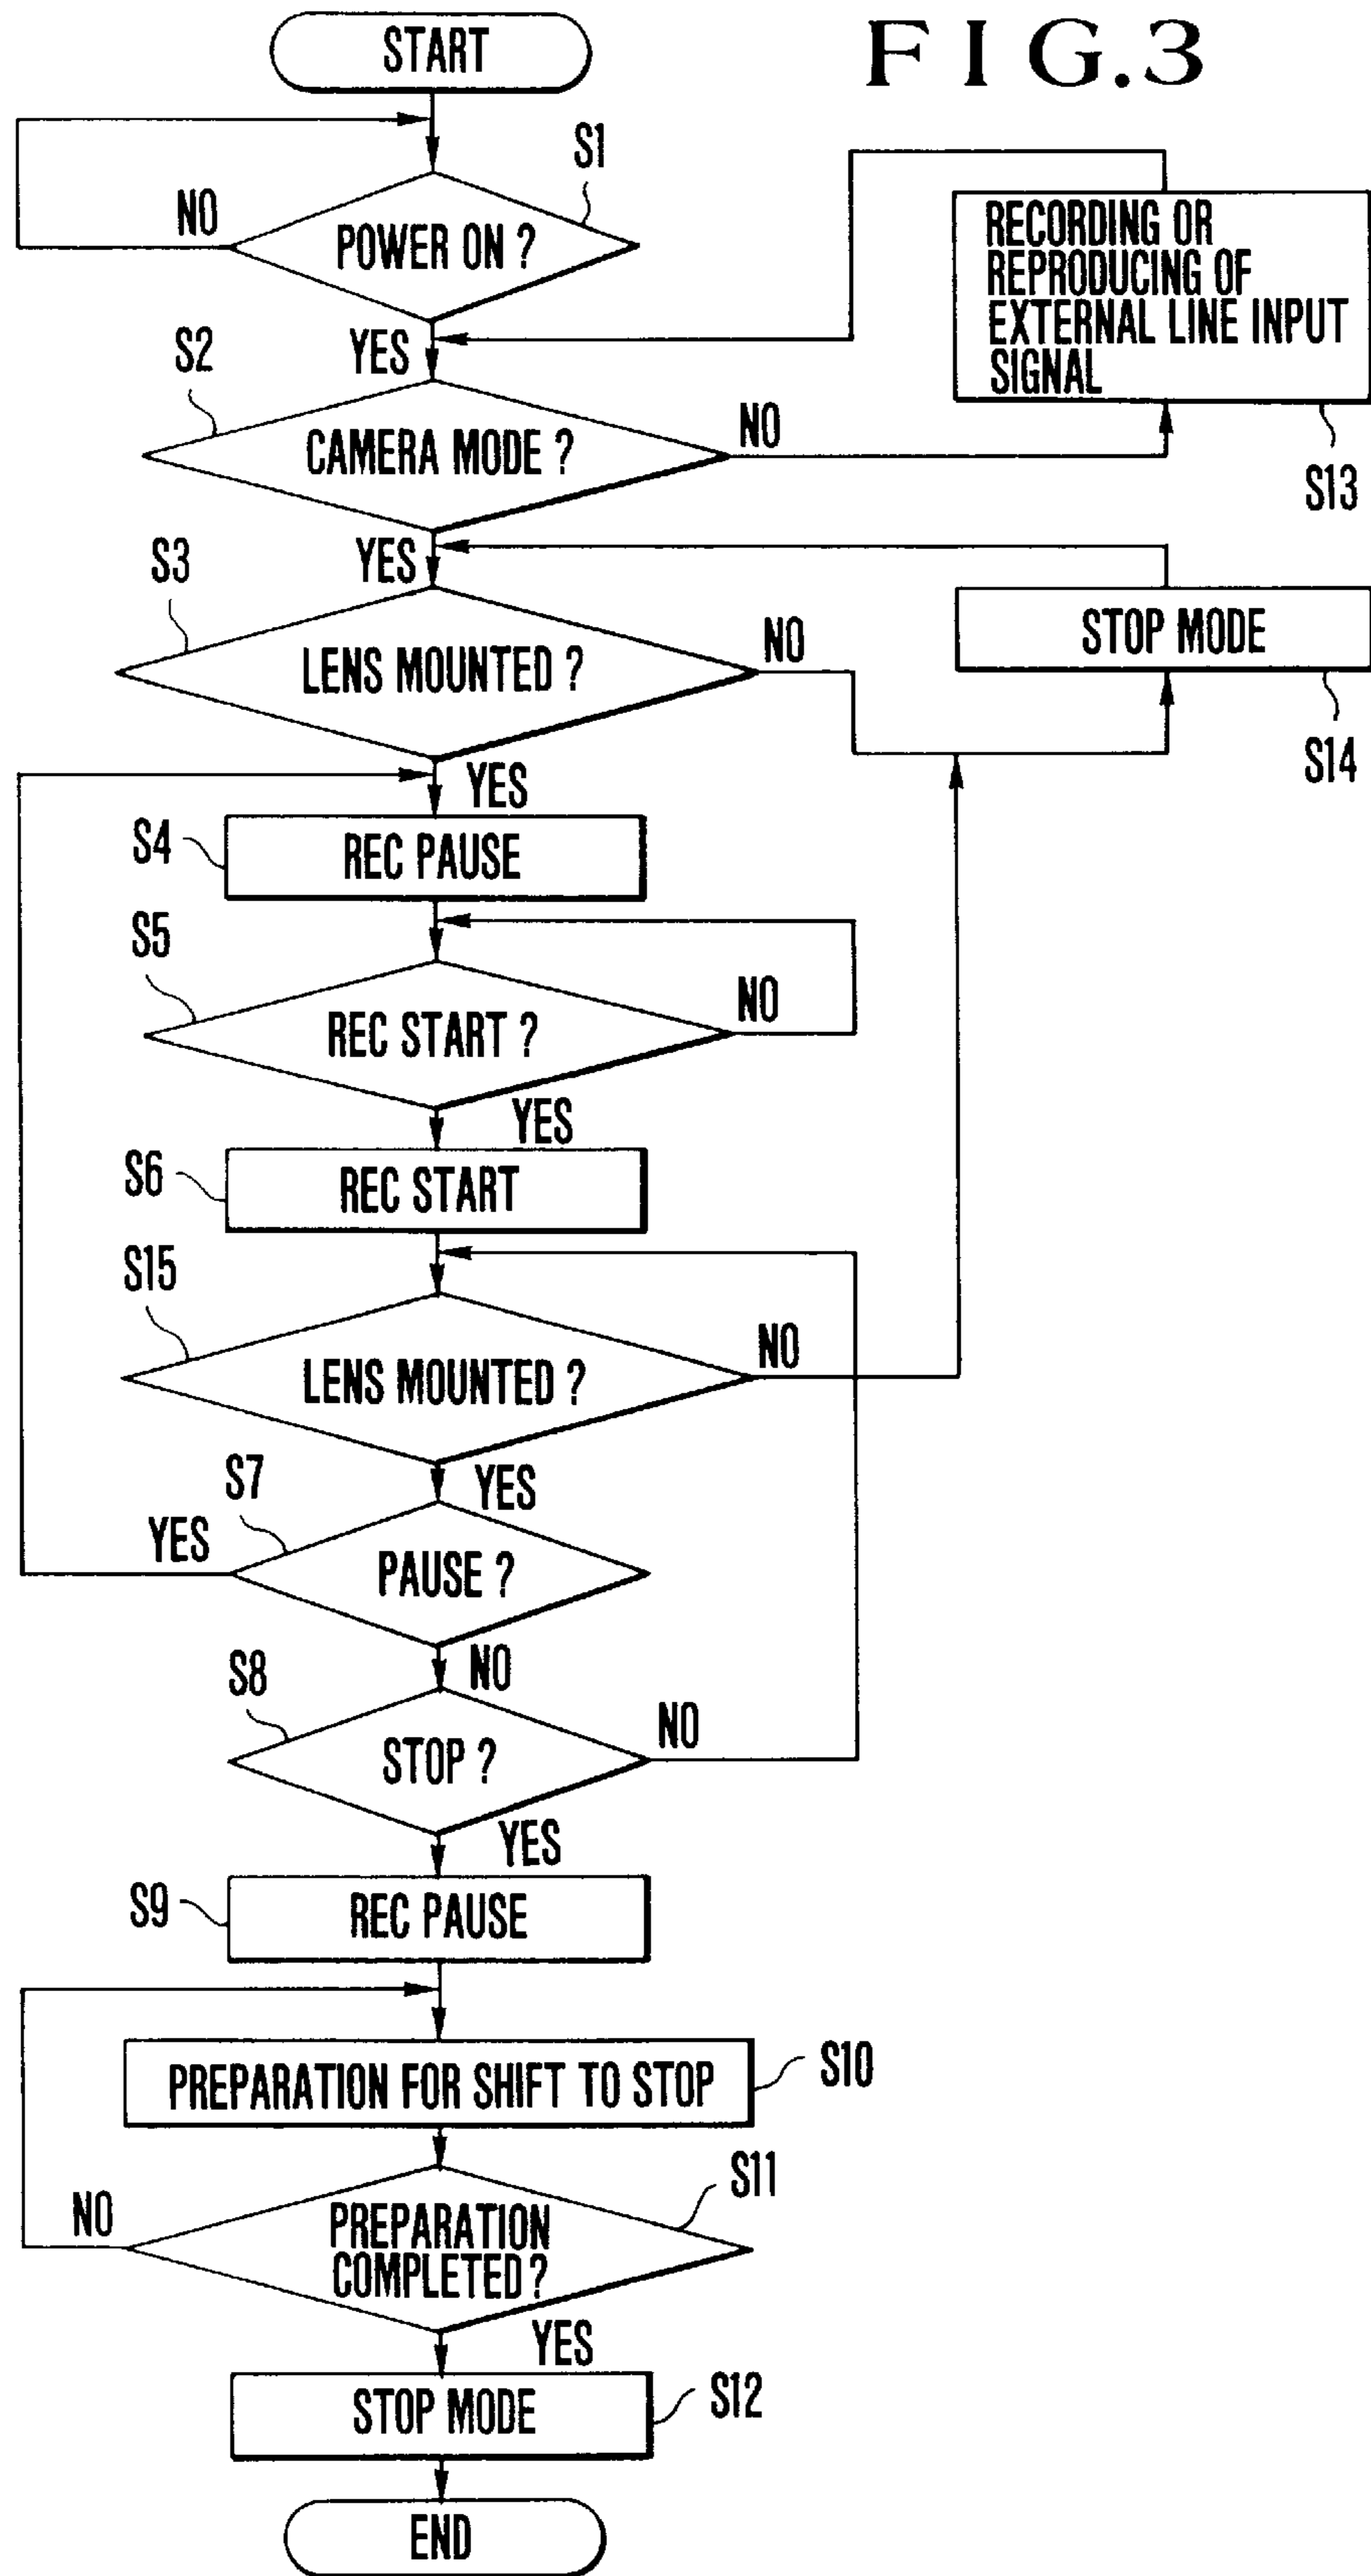 START
FIG.3
S1
NO
POWER ON ?
RECORDING OR
REPRODUCING OF
EXTERNAL LINE INPUT
SIGNAL
YES
S2
NO
CAMERA MODE ?
S13
YES
S3
NO
STOP MODE
LENS MOUNTED ?
S14
YES
S4
REC PAUSE
S5
NO
REC START ?
YES
S6
REC START
S15
NO
LENS MOUNTED ?
S7
YES
YES
PAUSE ?
NO
S8
NO
STOP ?
YES
S9
REC PAUSE
S10
PREPARATION FOR SHIFT TO STOP
S11
NO
PREPARATION
COMPLETED ?
YES
S12
STOP MODE
END